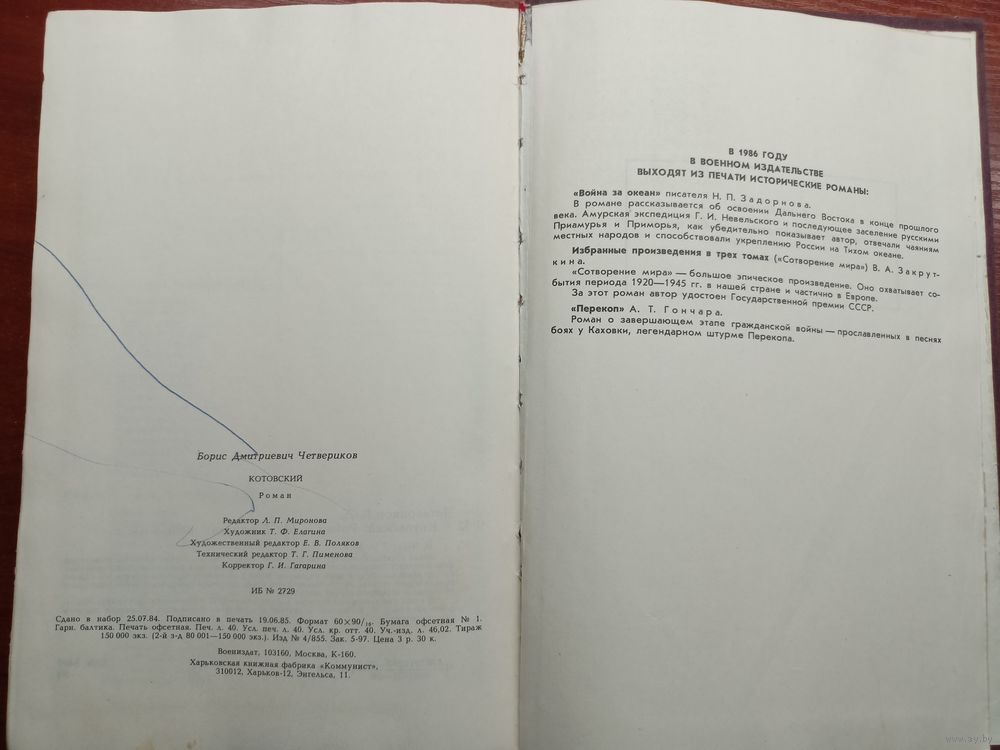 Борис Дмитриевич Четвериков
КОТОВСКИЙ
Роман
Редактор Л. П. Миронова
Художник Т. Ф. Елагина
Художественный редактор Е. В. Поляков
Технический редактор Т. Г. Пименова
Корректор Г. И. Гагарина
ИБ № 2729
Сдано в набор 25.07.84. Подписано в печать 19.06.85. Формат 60×90/16. Бумага офсетная № 1.
Гарн. балтика. Печать офсетная. Печ. л. 40. Усл. печ. л. 40. Усл. кр. отт. 40. Уч.-изд. л. 46,02. Тираж
150 000 экз. (2-й з-д 80 001—150 000 экз.). Изд № 4/855. Зак. 5-97. Цена 3 р. 30 к.
Воениздат, 103160, Москва, К-160.
Харьковская книжная фабрика «Коммунист».
310012, Харьков-12, Энгельса, 11.
В 1986 ГОДУ
В ВОЕННОМ ИЗДАТЕЛЬСТВЕ
ВЫХОДЯТ ИЗ ПЕЧАТИ ИСТОРИЧЕСКИЕ РОМАНЫ:
«Война за океан» писателя Н. П. Задорнова.
В романе рассказывается об освоении Дальнего Востока в конце прошлого
века. Амурская экспедиция Г. И. Невельского и последующее заселение русскими
Приамурья и Приморья, как убедительно показывает автор, отвечали чаяниям
местных народов и способствовали укреплению России на Тихом океане.
Избранные произведения в трех томах («Сотворение мира») В. А. Закрут-
кина.
«Сотворение мира» — большое эпическое произведение. Оно охватывает со-
бытия периода 1920—1945 гг. в нашей стране и частично в Европе.
За этот роман автор удостоен Государственной премии СССР.
«Перекоп» А. Т. Гончара.
Роман о завершающем этапе гражданской войны — прославленных в песнях
боях у Каховки, легендарном штурме Перекопа.
www.ay.by